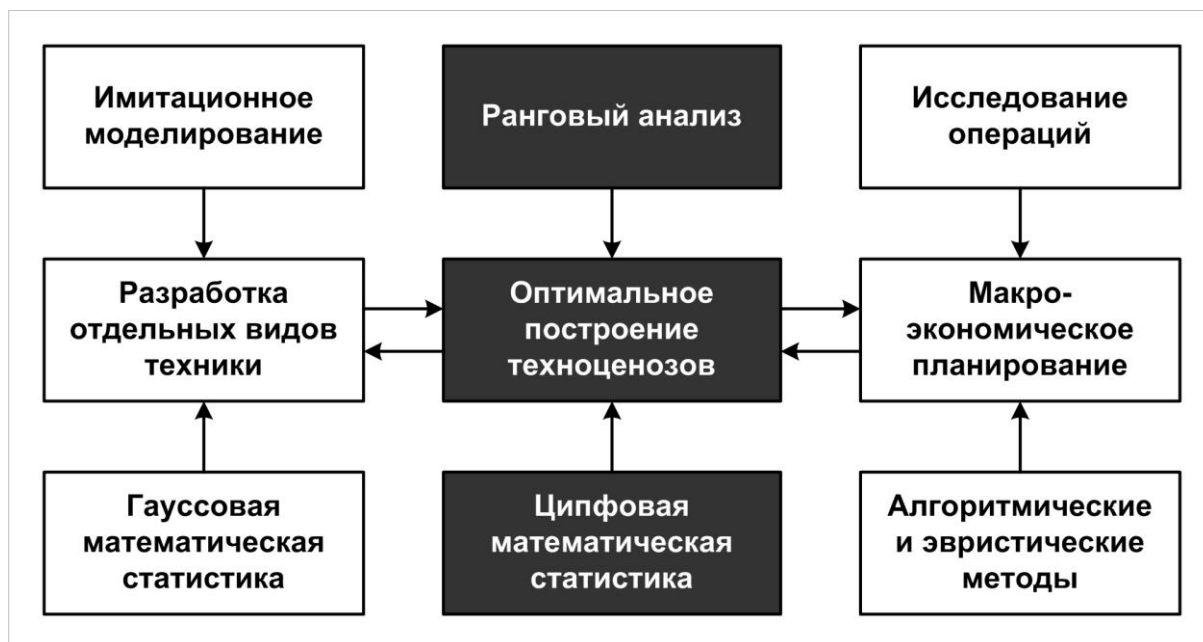 Имитационное
моделирование
Ранговый анализ
Исследование
операций
Разработка
отдельных видов
техники
Оптимальное
построение
техноценозов
Макро-
экономическое
планирование
Гауссовая
математическая
статистика
Ципфовая
математическая
статистика
Алгоритмические
и эвристические
методы